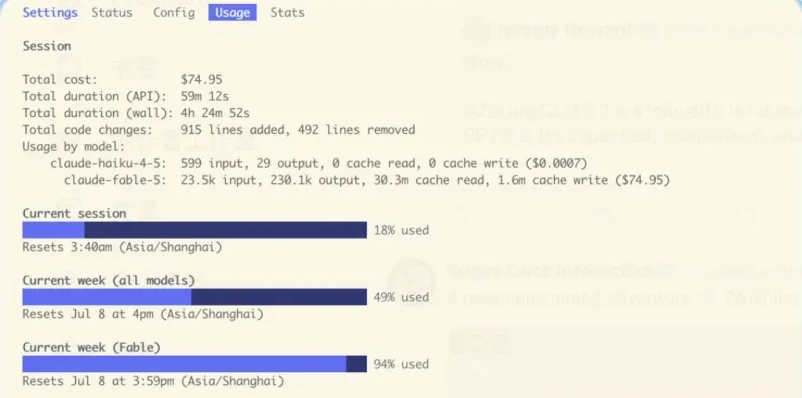 Settings Status Config Usage Stats
Session
Total cost: $74.95
Total duration (API): 59m 12s
Total duration (wall): 4h 24m 52s
Total code changes: 915 lines added, 492 lines removed
Usage by model:
claude-haiku-4-5: 599 input, 29 output, 0 cache read, 0 cache write ($0.0007)
claude-fable-5: 23.5k input, 230.1k output, 30.3m cache read, 1.6m cache write ($74.95)
Current session
18% used
Resets 3:40am (Asia/Shanghai)
Current week (all models)
49% used
Resets Jul 8 at 4pm (Asia/Shanghai)
Current week (Fable)
94% used
Resets Jul 8 at 3:59pm (Asia/Shanghai)